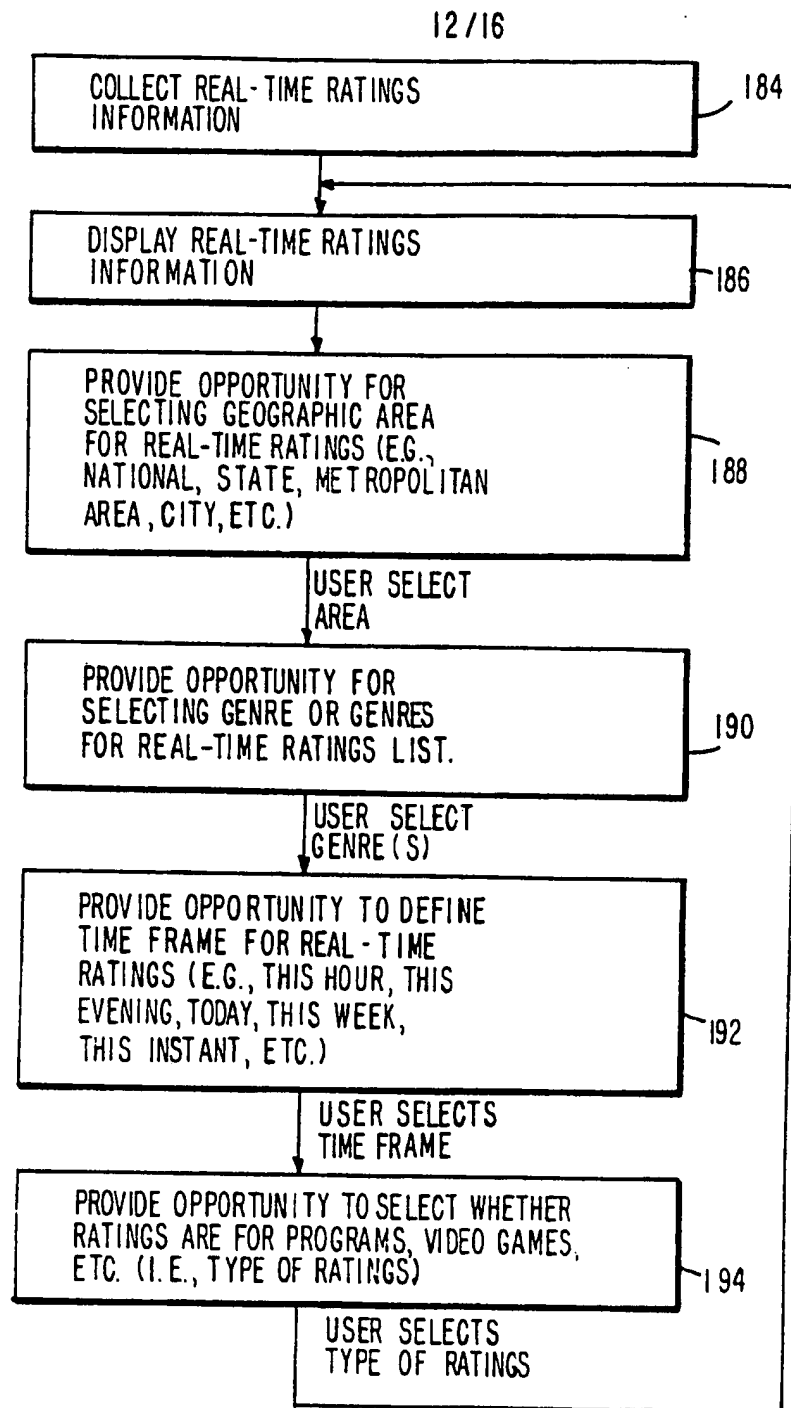 12/16
COLLECT REAL-TIME RATINGS
INFORMATION
184
DISPLAY REAL-TIME RATINGS
INFORMATION
186
PROVIDE OPPORTUNITY FOR
SELECTING GEOGRAPHIC AREA
FOR REAL-TIME RATINGS (E.G.,
NATIONAL, STATE, METROPOLITAN
AREA, CITY, ETC.)
188
USER SELECT
AREA
PROVIDE OPPORTUNITY FOR
SELECTING GENRE OR GENRES
FOR REAL-TIME RATINGS LIST.
190
USER SELECT
GENRE(S)
PROVIDE OPPORTUNITY TO DEFINE
TIME FRAME FOR REAL-TIME
RATINGS (E.G., THIS HOUR, THIS
EVENING, TODAY, THIS WEEK,
THIS INSTANT, ETC.)
192
USER SELECTS
TIME FRAME
PROVIDE OPPORTUNITY TO SELECT WHETHER
RATINGS ARE FOR PROGRAMS, VIDEO GAMES,
ETC. (I.E., TYPE OF RATINGS)
194
USER SELECTS
TYPE OF RATINGS